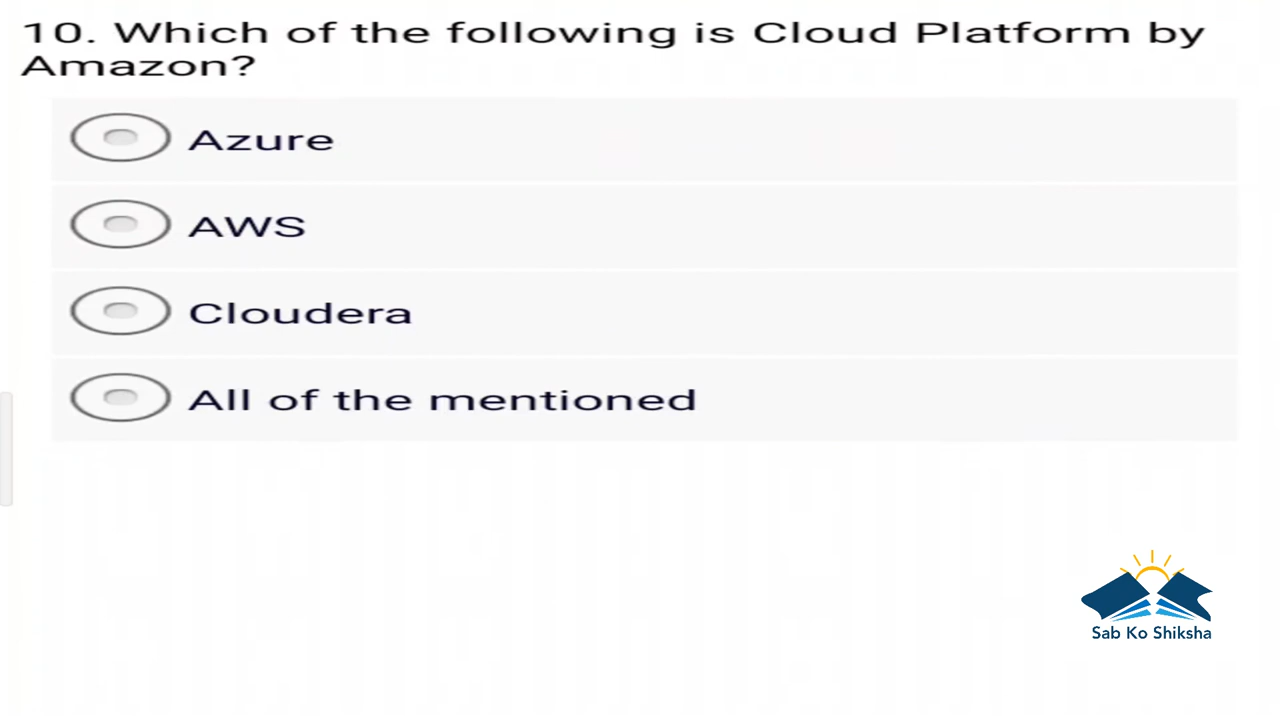 10. Which of the following is Cloud Platform by
Amazon?
Azure
AWS
Cloudera
All of the mentioned
Sab Ko Shiksha